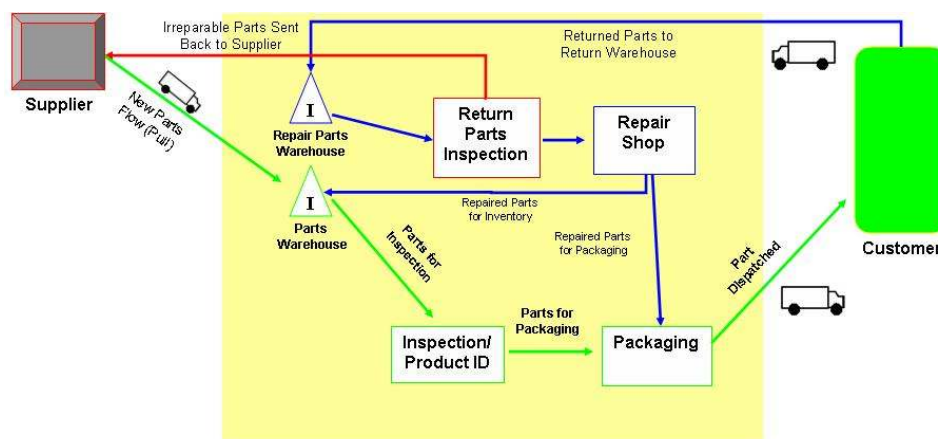 Irreparable Parts Sent
Back to Supplier
Returned Parts to
Return Warehouse
Supplier
New Parts
Flow (Pull)
I
Repair Parts
Warehouse
Return
Parts
Inspection
Repair
Shop
I
Parts
Warehouse
Repaired Parts
for Inventory
Repaired Parts
for Packaging
Customer
Parts for
Inspection
Part
Dispatched
Parts for
Packaging
Inspection/
Product ID
Packaging